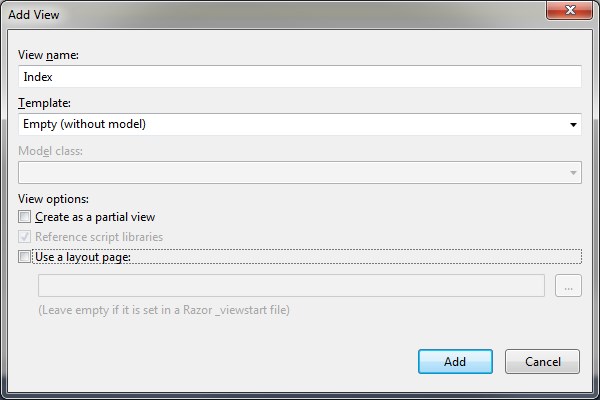 Add View
View name:
Index
Template:
Empty (without model)
Model class:
View options:
Create as a partial view
Reference script libraries
Use a layout page:
...
(Leave empty if it is set in a Razor _viewstart file)
Add
Cancel